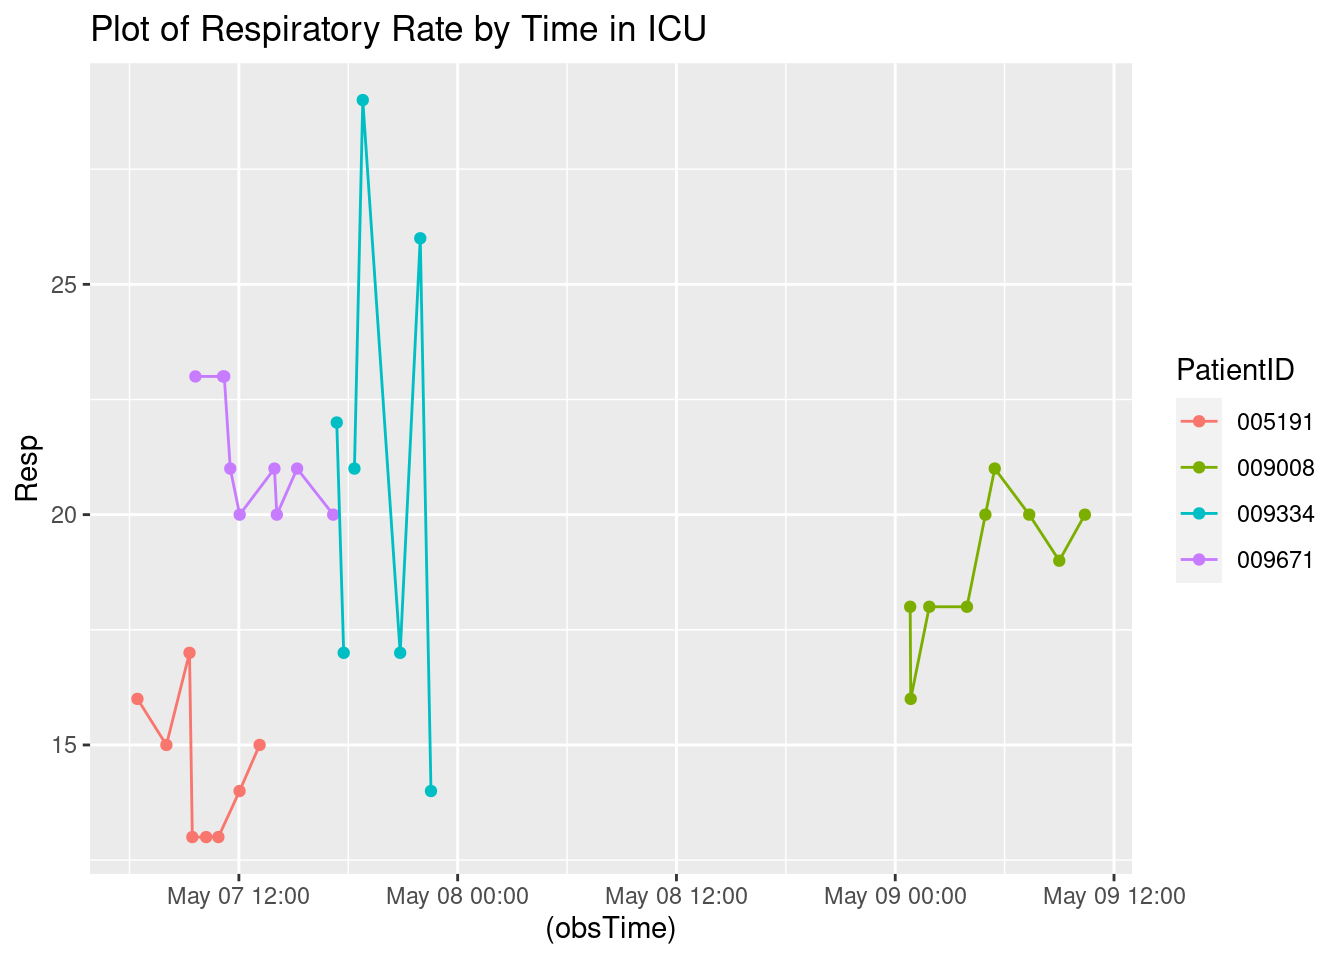 Plot of Respiratory Rate by Time in ICU
Resp
25
20
15
May 07 12:00
May 08 00:00
May 08 12:00
May 09 00:00
May 09 12:00
(obsTime)
PatientID
005191
009008
009334
009671